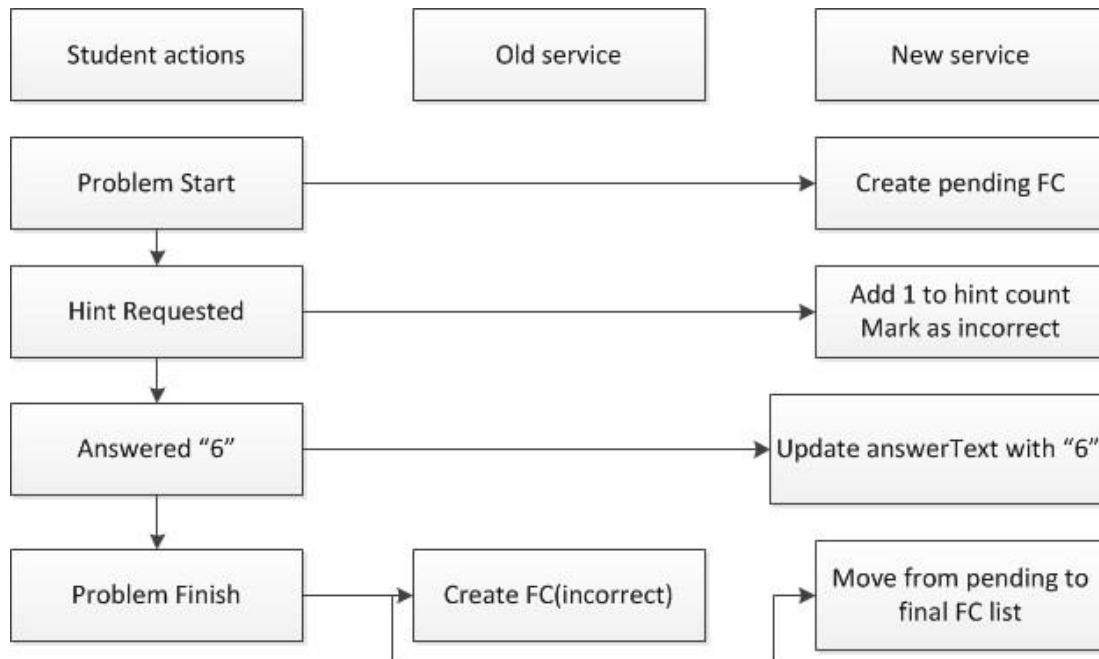 Student actions
Old service
New service
Problem Start
Create pending FC
Hint Requested
Add 1 to hint count
Mark as incorrect
Answered “6”
Update answerText with “6”
Problem Finish
Create FC(incorrect)
Move from pending to
final FC list